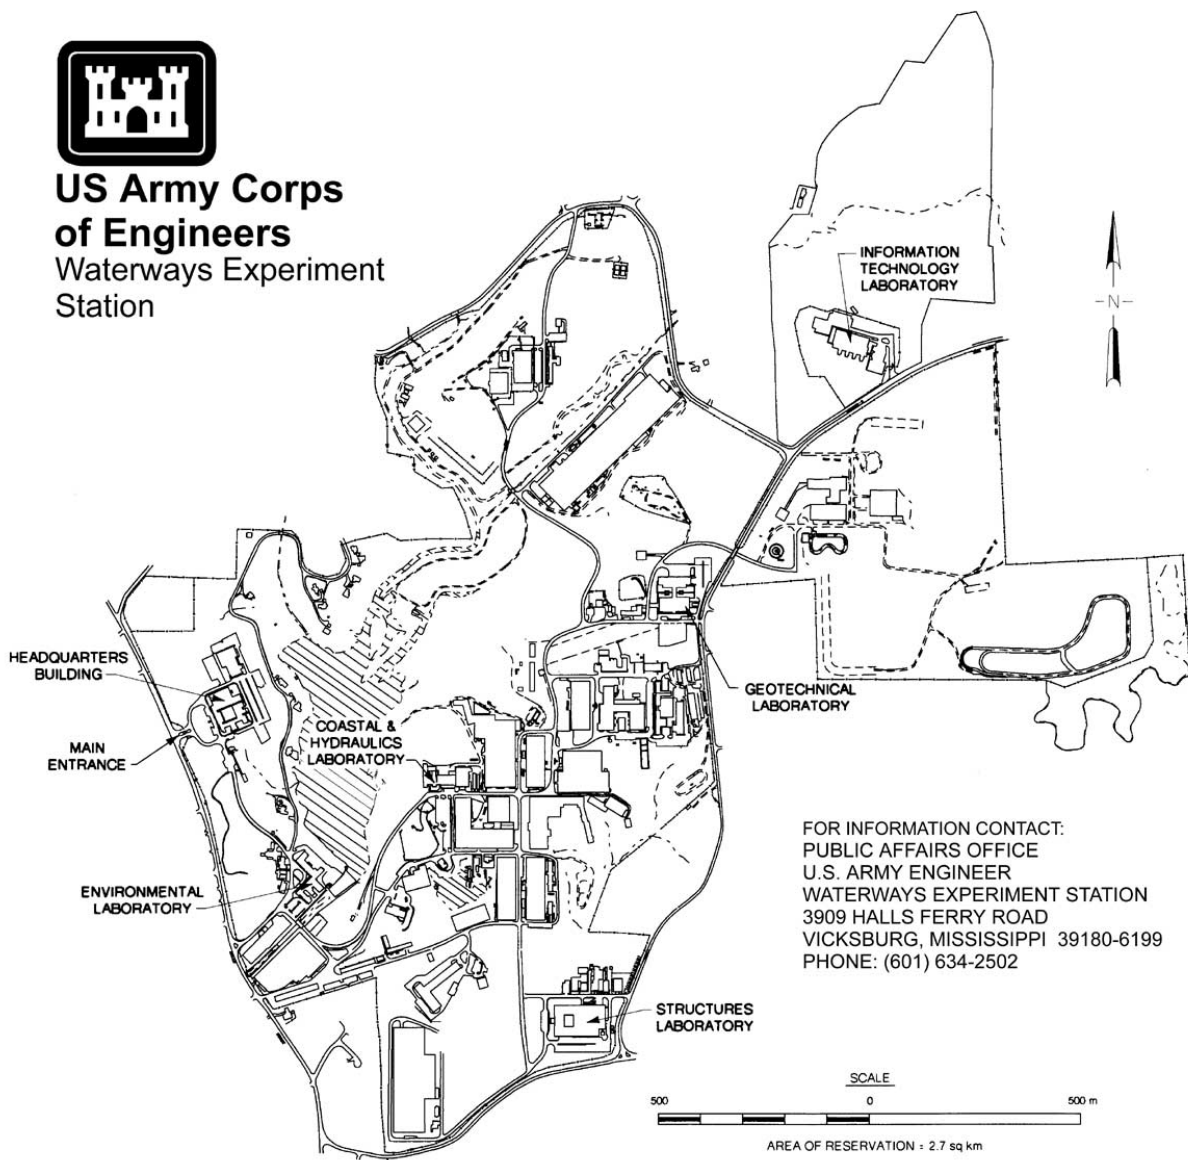 US Army Corps
of Engineers
Waterways Experiment
Station
INFORMATION
TECHNOLOGY
LABORATORY
N
HEADQUARTERS
BUILDING
MAIN
ENTRANCE
COASTAL &
HYDRAULICS
LABORATORY
GEOTECHNICAL
LABORATORY
ENVIRONMENTAL
LABORATORY
STRUCTURES
LABORATORY
FOR INFORMATION CONTACT:
PUBLIC AFFAIRS OFFICE
U.S. ARMY ENGINEER
WATERWAYS EXPERIMENT STATION
3909 HALLS FERRY ROAD
VICKSBURG, MISSISSIPPI 39180-6199
PHONE: (601) 634-2502
SCALE
500 0 500 m
AREA OF RESERVATION = 2.7 sq km